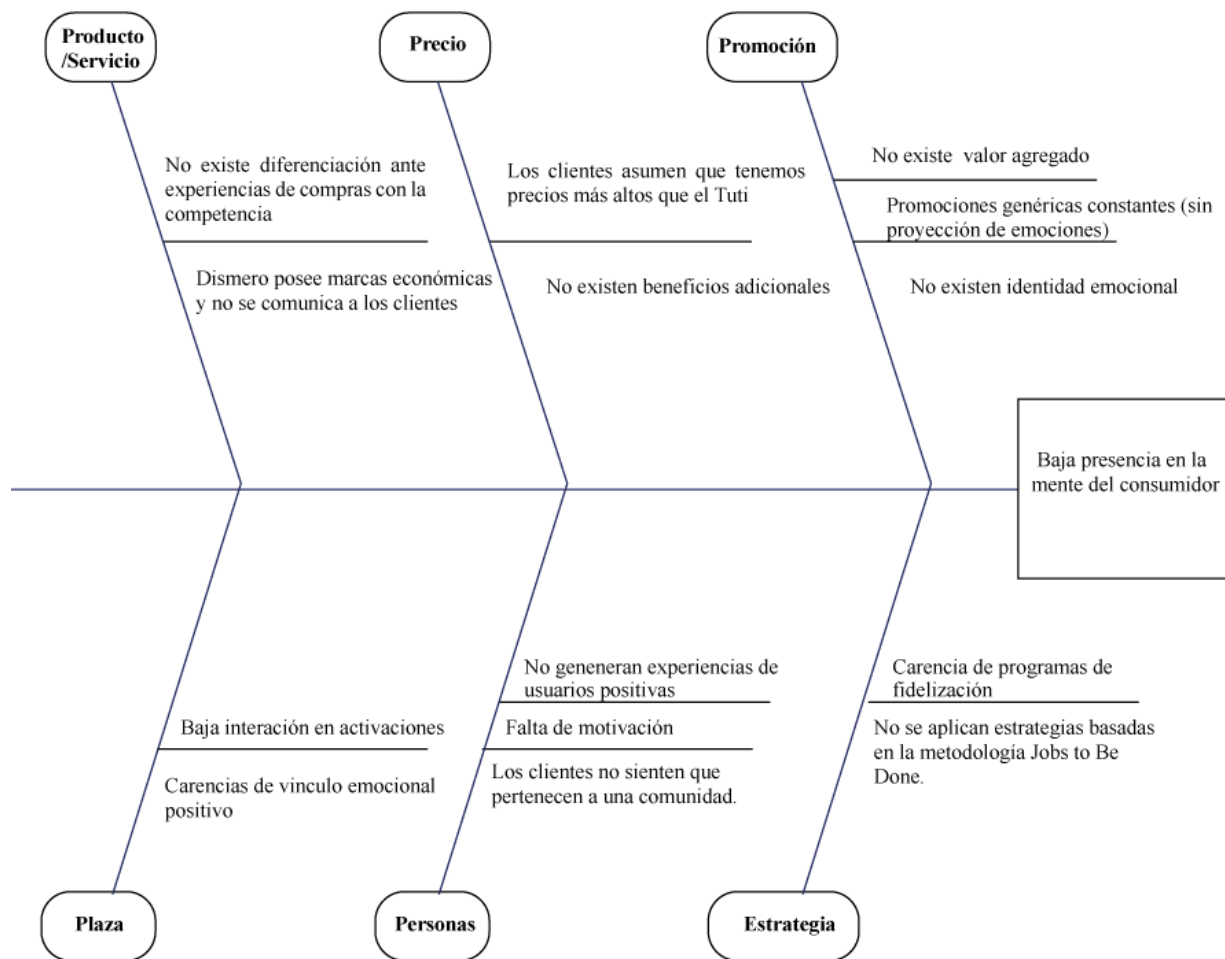 Producto
/Servicio
Precio
Promoción
No existe diferenciación ante
experiencias de compras con la
competencia
Dismero posee marcas económicas
y no se comunica a los clientes
Los clientes asumen que tenemos
precios más altos que el Tuti
No existen beneficios adicionales
No existe valor agregado
Promociones genéricas constantes (sin
proyección de emociones)
No existen identidad emocional
Baja presencia en la
mente del consumidor
Baja interación en activaciones
Carencias de vinculo emocional
positivo
No geneneran experiencias de
usuarios positivas
Falta de motivación
Los clientes no sienten que
pertenecen a una comunidad.
Carencia de programas de
fidelización
No se aplican estrategias basadas
en la metodología Jobs to Be
Done.
Plaza
Personas
Estrategia